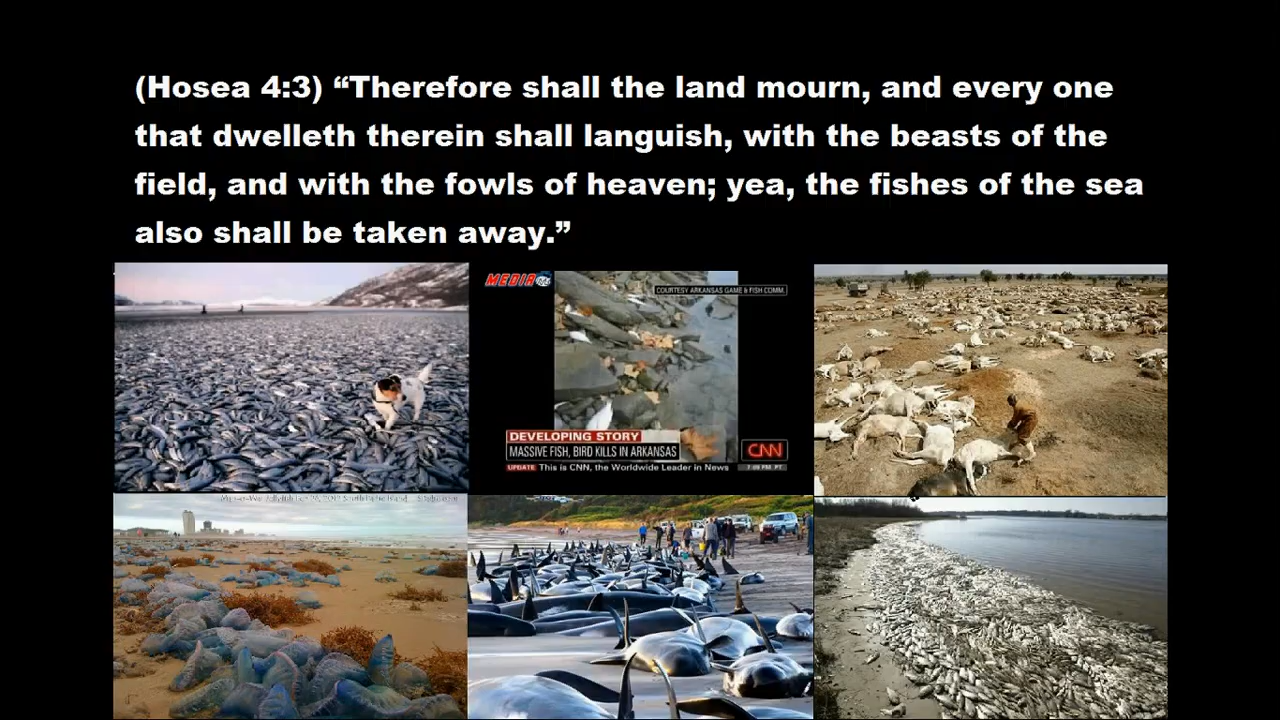 (Hosea 4:3) “Therefore shall the land mourn, and every one
that dwelleth therein shall languish, with the beasts of the
field, and with the fowls of heaven; yea, the fishes of the sea
also shall be taken away.”
MEDIA
COURTESY ARKANSAS GAME & FISH COMM.
DEVELOPING STORY
MASSIVE FISH, BIRD KILLS IN ARKANSAS
CNN
UPDATE This is CNN, the Worldwide Leader in News